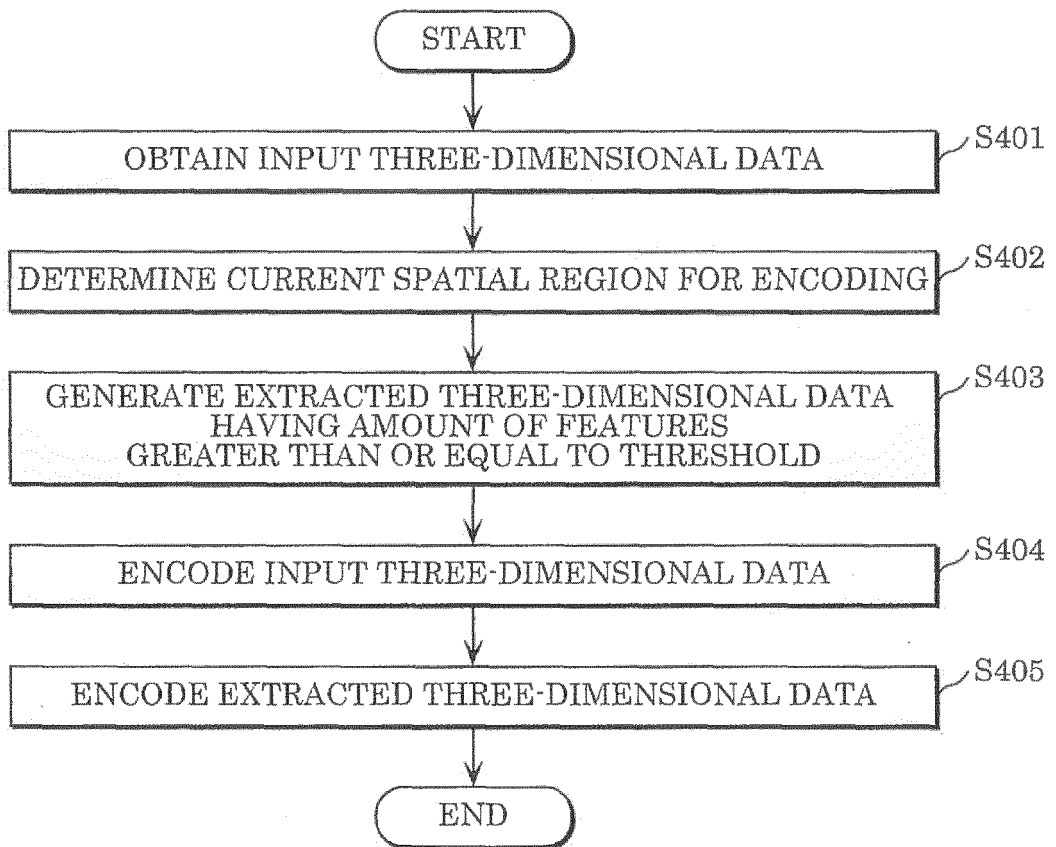 START
OBTAIN INPUT THREE-DIMENSIONAL DATA
S401
DETERMINE CURRENT SPATIAL REGION FOR ENCODING
S402
GENERATE EXTRACTED THREE-DIMENSIONAL DATA
HAVING AMOUNT OF FEATURES
GREATER THAN OR EQUAL TO THRESHOLD
S403
ENCODE INPUT THREE-DIMENSIONAL DATA
S404
ENCODE EXTRACTED THREE-DIMENSIONAL DATA
S405
END